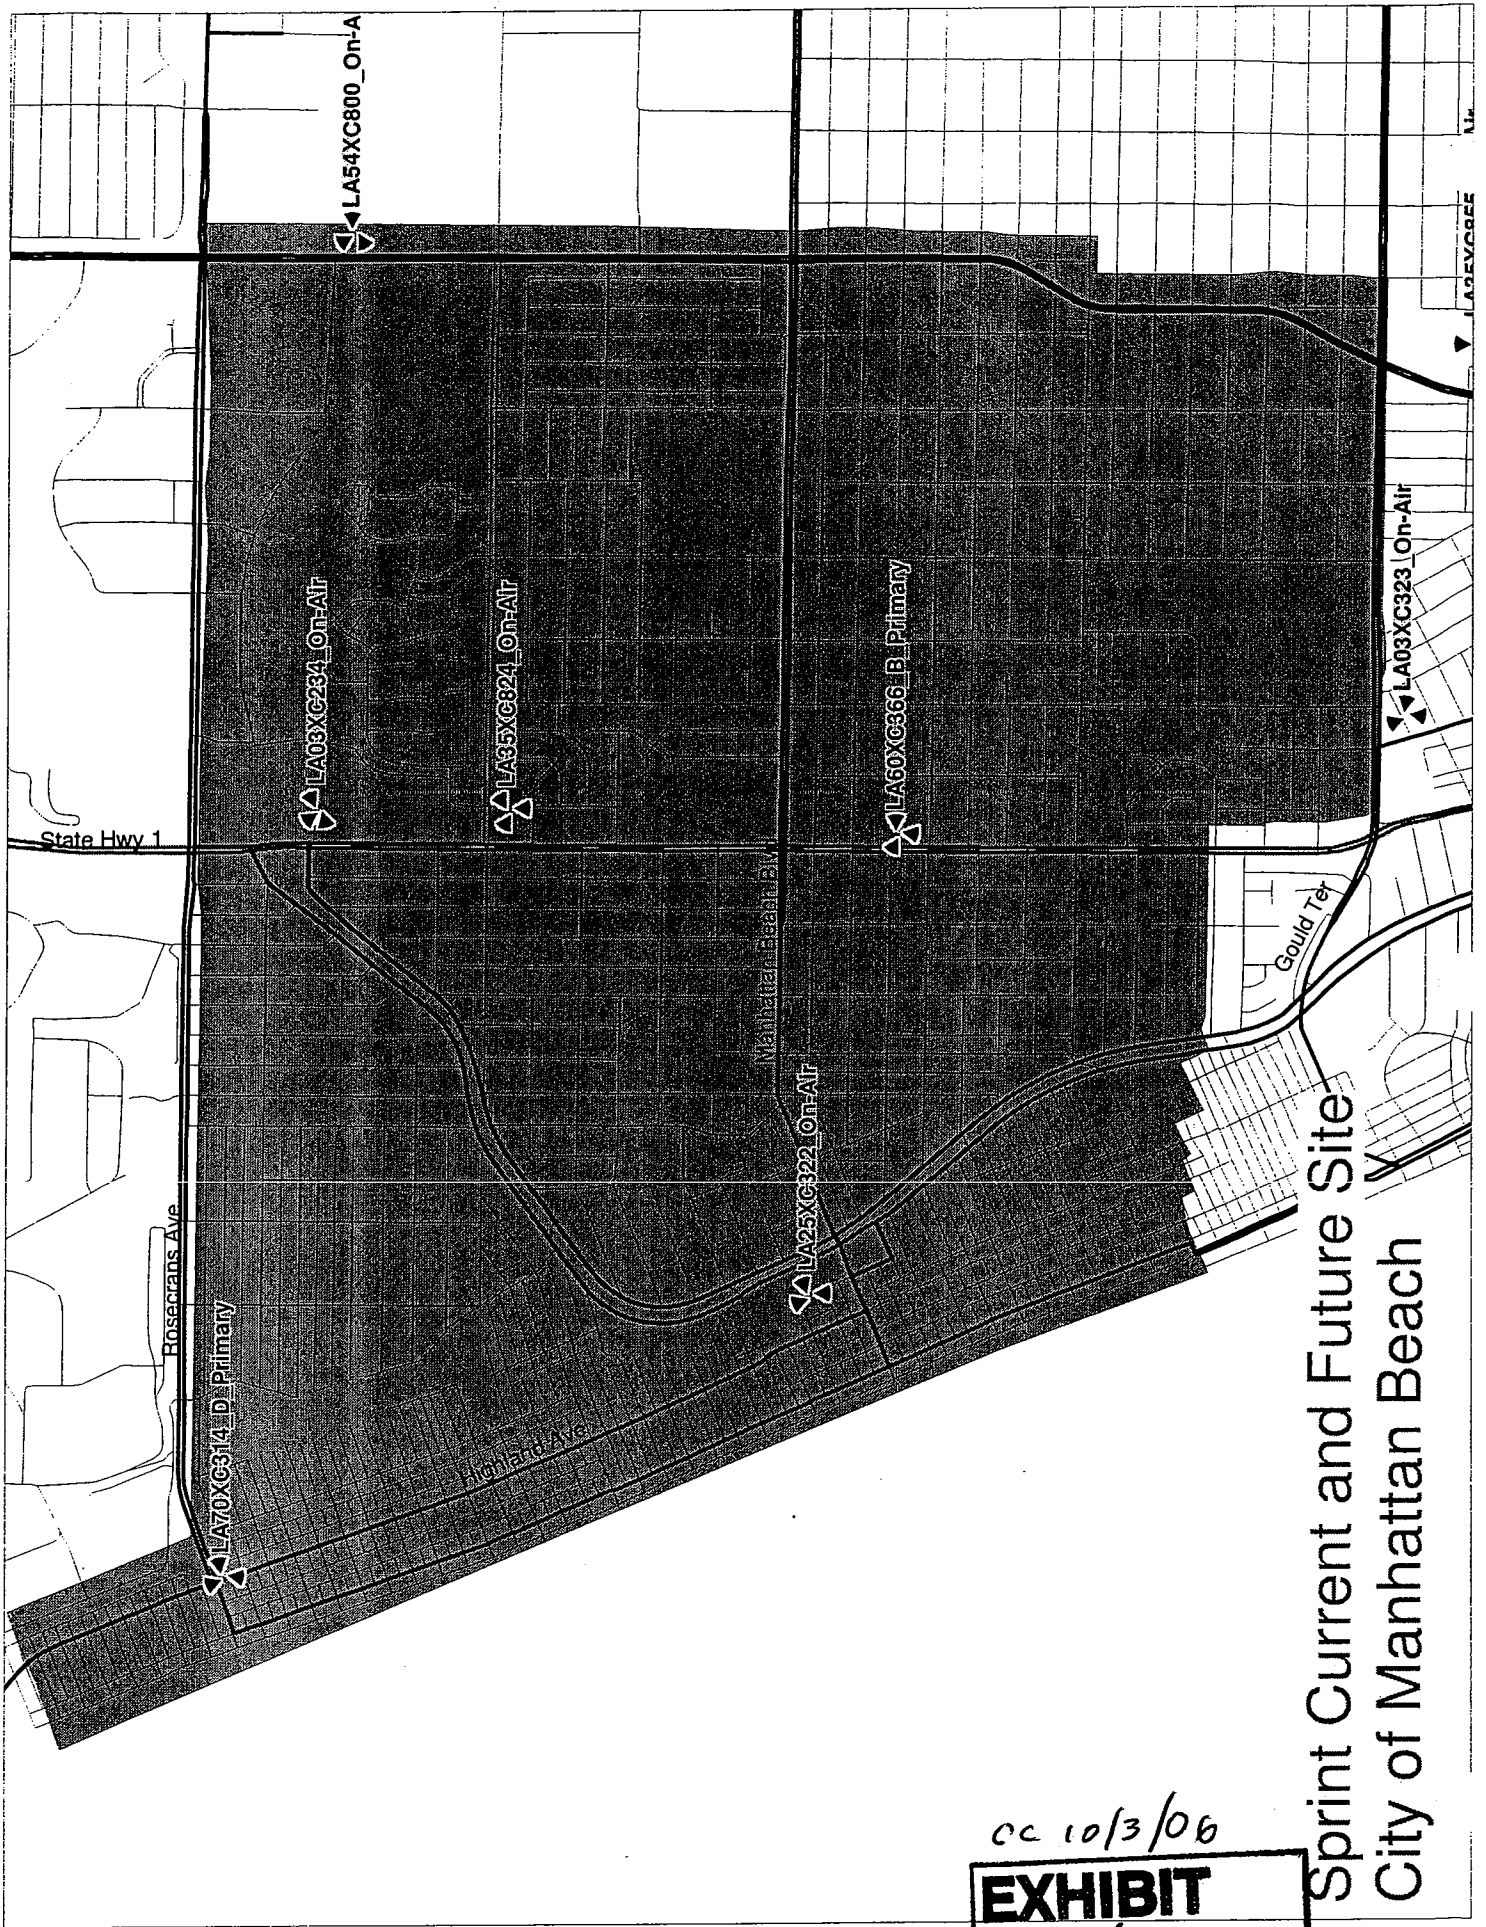 LA54XC800_On-A
LA03XC234_On-Air
LA35XC824_On-Air
LA60XC366_B_Primary
LA03XC323_On-Air
State Hwy 1
Manhattan Beach Blv
Gould Ter
LA25XC322_On-Air
Rosecrans Ave
LA70XC314_D_Primary
Highland Ave
Sprint Current and Future Site
City of Manhattan Beach
cc 10/3/06
EXHIBIT